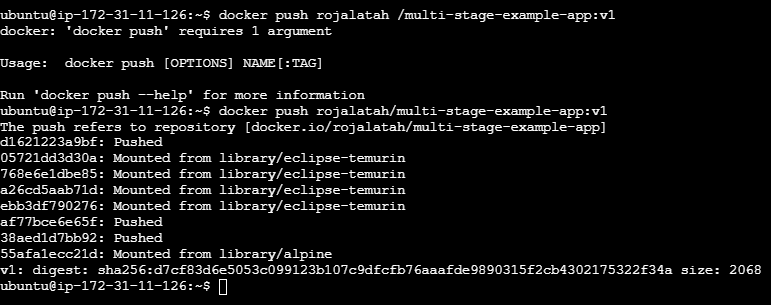 ubuntu@ip-172-31-11-126:~$ docker push rojalatah /multi-stage-example-app:v1
docker: 'docker push' requires 1 argument
Usage:  docker push [OPTIONS] NAME[:TAG]
Run 'docker push --help' for more information
ubuntu@ip-172-31-11-126:~$ docker push rojalatah/multi-stage-example-app:v1
The push refers to repository [docker.io/rojalatah/multi-stage-example-app]
d1621223a9bf: Pushed
05721dd3d30a: Mounted from library/eclipse-temurin
768e6e1dbe85: Mounted from library/eclipse-temurin
a26cd5aab71d: Mounted from library/eclipse-temurin
ebb3df790276: Mounted from library/eclipse-temurin
af77bce6e65f: Pushed
38aed1d7bb92: Pushed
55afa1ecc21d: Mounted from library/alpine
v1: digest: sha256:d7cf83d6e5053c099123b107c9dfcfb76aaafde9890315f2cb4302175322f34a size: 2068
ubuntu@ip-172-31-11-126:~$